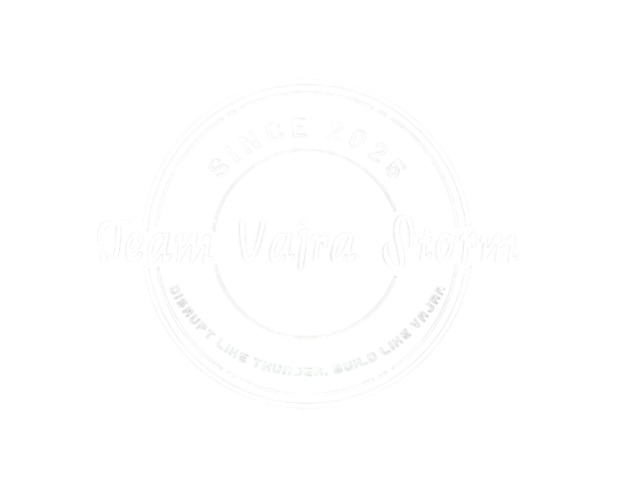 SINCE 2025
Team Vajra Storm
DISRUPT LIKE THUNDER. BUILD LIKE VAJRA.